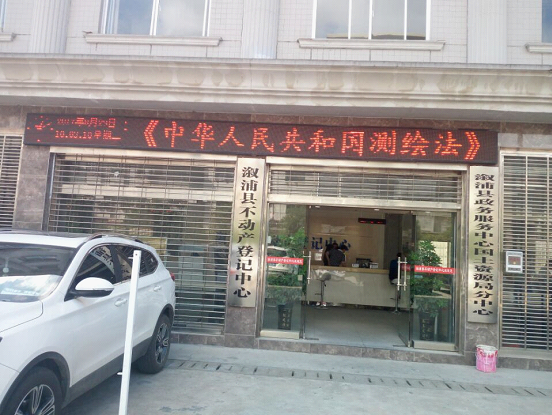 《中华人民共和国测绘法》
溆浦县不动产登记中心
溆浦县政务服务中心国土资源局分中心